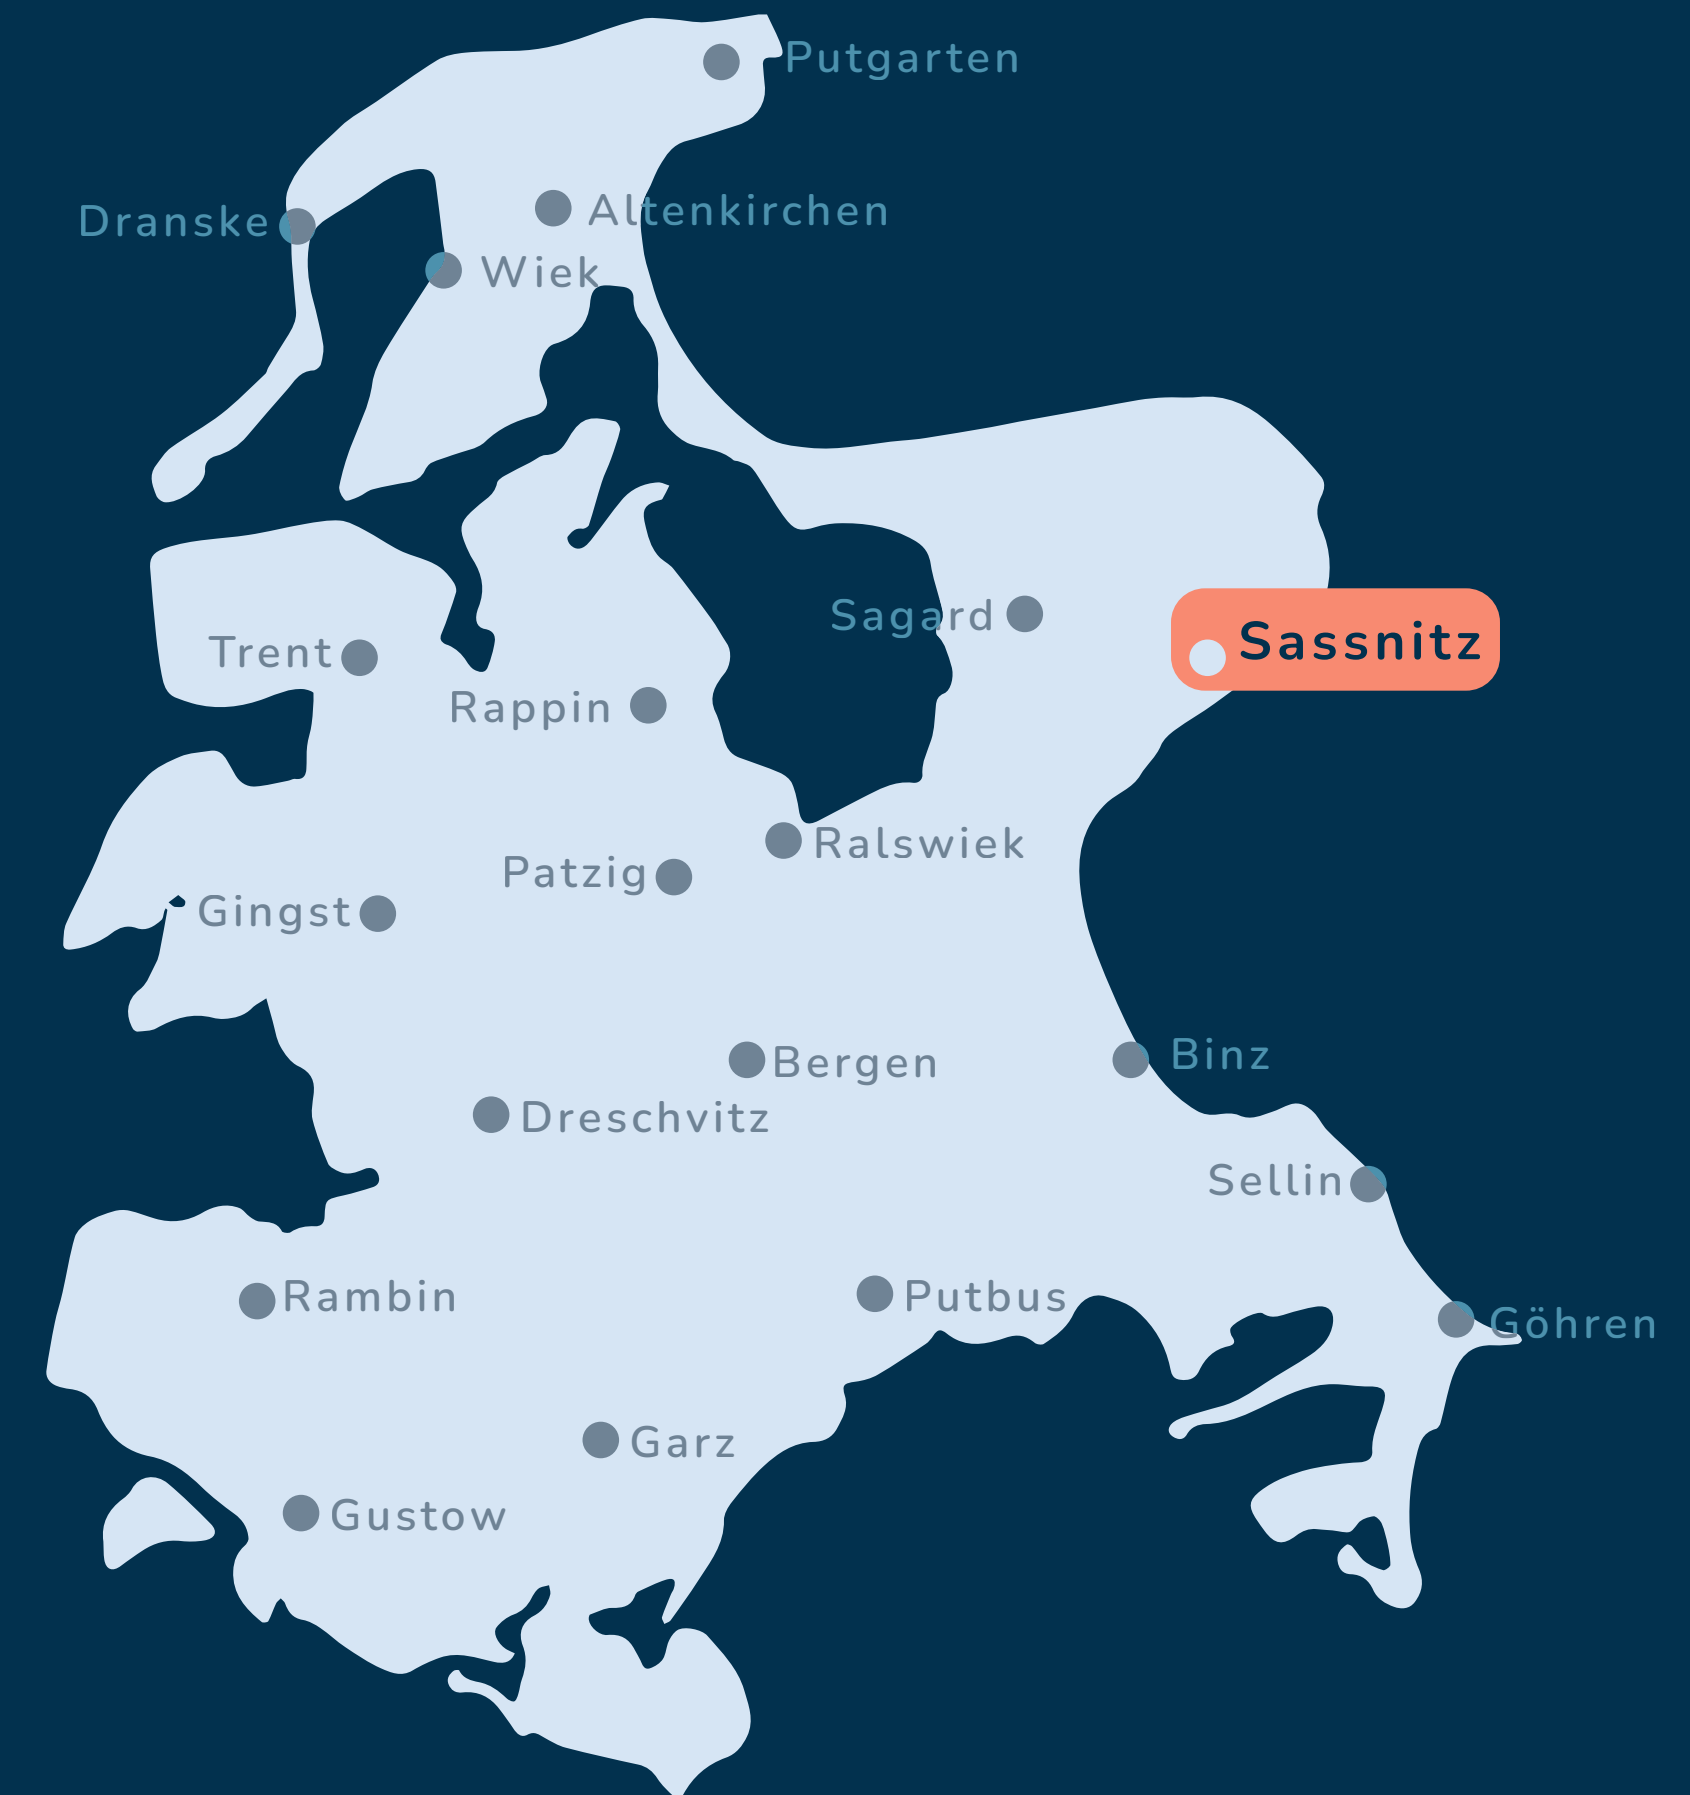 Putgarten
Altenkirchen
Dranske
Wiek
Sagard
Sassnitz
Trent
Rappin
Ralswiek
Patzig
Gingst
Binz
Bergen
Dreschvitz
Sellin
Rambin
Putbus
Göhren
Garz
Gustow